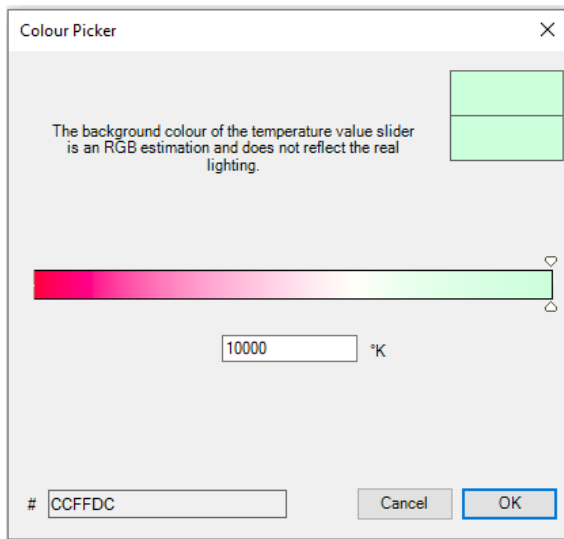 Colour Picker
The background colour of the temperature value slider
is an RGB estimation and does not reflect the real
lighting.
10000 °K
# CCFFDC Cancel OK